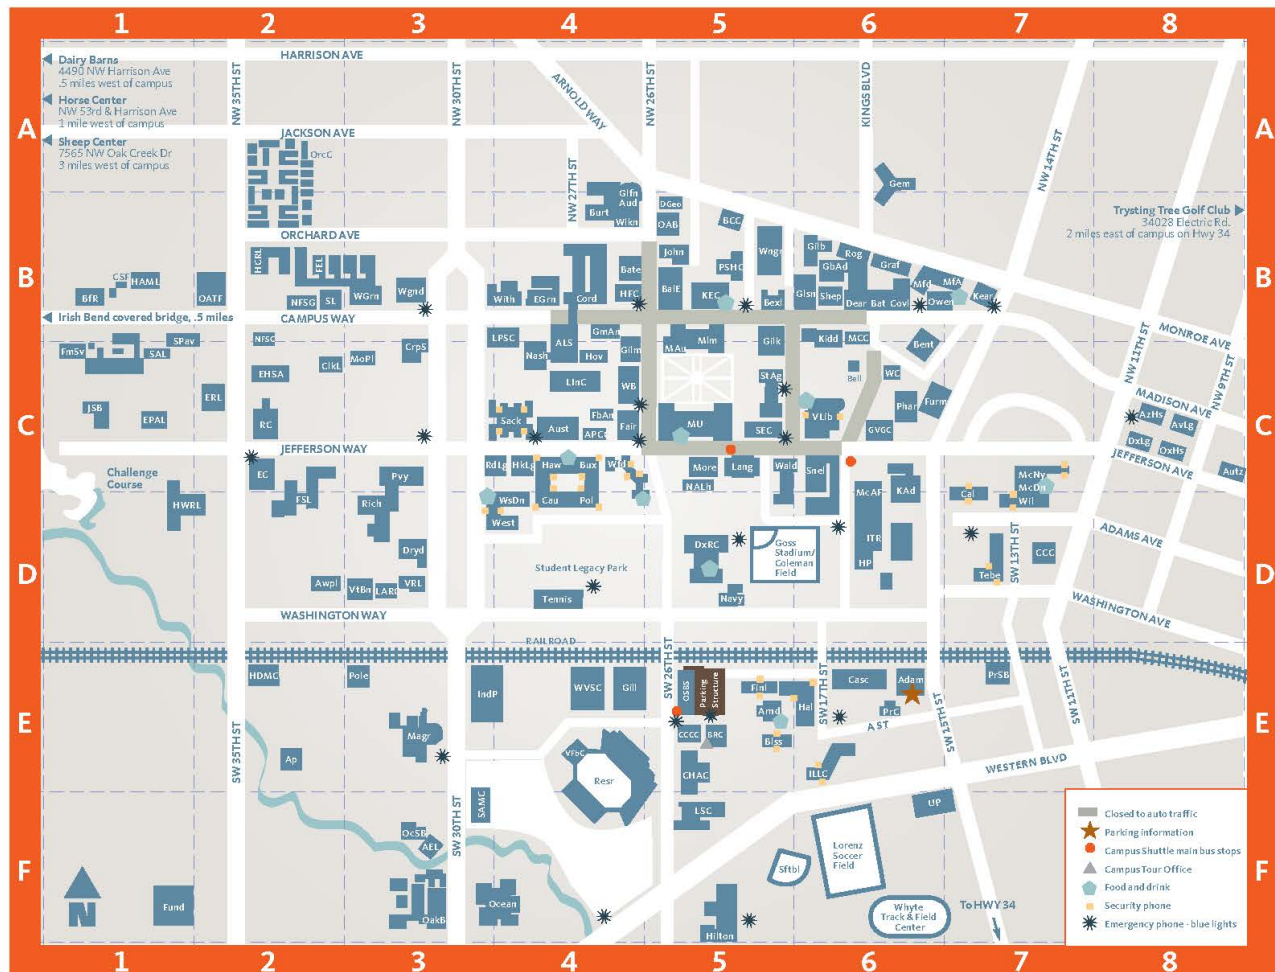 1 2 3 4 5 6 7 8
HARRISON AVE
Dairy Barns
4490 NW Harrison Ave
.5 miles west of campus
Horse Center
NW 53rd & Harrison Ave
1 mile west of campus
Sheep Center
7565 NW Oak Creek Dr
3 miles west of campus
NW 35TH ST
NW 30TH ST
ARNOLD WAY
NW 26TH ST
KINGS BLVD
NW 14TH ST
A A
JACKSON AVE
OrcG
NW 27TH ST
Gem
Glfn
Aud
Burt
Wikn
DGeo
OAB
BCC
Trysting Tree Golf Club
34028 Electric Rd.
2 miles east of campus on Hwy 34
ORCHARD AVE
B B
HCRL
FEL
CSF
HAML
BfR
OATF
NFSG
SL
WGrn
Wgnd
With
EGrn
Cord
Bate
HFC
John
BalE
PSHC
KEC
Wngr
Bexl
Gilb
GbAd
Rog
Graf
Glsn
Shep
Dear
Bat
Covl
Mfd
Owen
MfA
Kear
Irish Bend covered bridge, .5 miles
CAMPUS WAY
FmSv
SAL
SPav
NFSC
ClkL
MoPl
CrpS
EHSA
LPSC
Nash
ALS
GmAn
Hov
Gilm
LInC
WB
MAu
Mlm
Gilk
StAg
Kidd
MCC
Bell
WC
Bent
MONROE AVE
NW 11TH ST
NW 9TH ST
MADISON AVE
C C
JSB
EPAL
ERL
RC
Sack
Aust
FbAn
APCC
Fair
MU
SEC
VLib
GVGC
Phar
Furm
AzHs
AvLg
DxLg
OxHs
Autz
JEFFERSON WAY
JEFFERSON AVE
Challenge
Course
HWRL
EC
FSL
Pvy
Rich
RdLg
HkLg
Haw
Bux
Wfd
WsDn
Cau
Pol
West
More
Lang
NALh
Wald
Snel
McAF
KAd
Cal
McNy
McDn
Wil
ADAMS AVE
D D
Dryd
Awpl
VtBn
VRL
Student Legacy Park
Tennis
DxRC
Navy
Goss
Stadium/
Coleman
Field
ITR
HP
Tebe
SW 13TH ST
CCC
WASHINGTON WAY
WASHINGTON AVE
RAILROAD
SW 26TH ST
SW 17TH ST
SW 15TH ST
SW 11TH ST
HDMC
Pole
IndP
WVSC
Gill
OSBS
Parking
Structure
Finl
Arnd
Hal
Blss
Casc
Adam
PrC
PrSB
E E
SW 35TH ST
Magr
Ap
VFbC
Resr
CCCC
BRC
CHAC
ILLC
A ST
WESTERN BLVD
SW 30TH ST
SAMC
LSC
UP
OcSB
AEL
Lorenz
Soccer
Field
Sftbl
F F
N
Fund
OakB
Ocean
Hilton
Whyte
Track & Field
Center
To HWY 34
Closed to auto traffic
Parking information
Campus Shuttle main bus stops
Campus Tour Office
Food and drink
Security phone
Emergency phone - blue lights
1 2 3 4 5 6 7 8